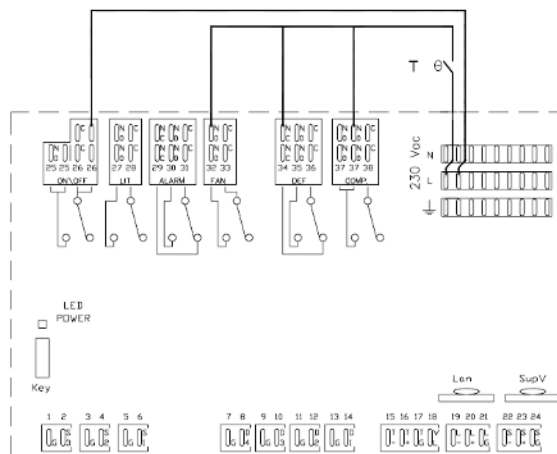 T θ
230 Vac
N
L
25 25 26 26
ON\OFF
27 28
LIT
29 30 31
ALARM
32 33
FAN
34 35 36
DEF
37 37 38
COMP.
LED
POWER
Key
Lan
SupV
1 2
3 4
5 6
7 8
9 10
11 12
13 14
15 16 17 18
19 20 21
22 23 24